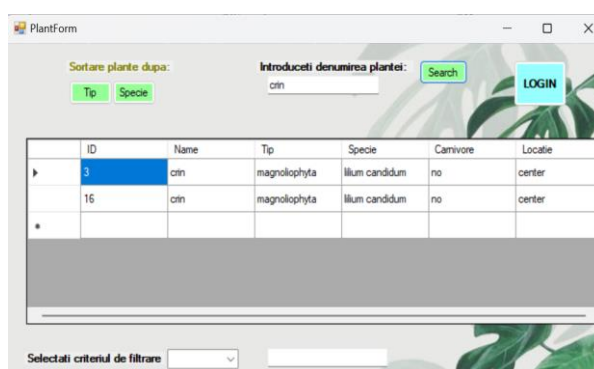 PlantForm
Sortare plante dupa:
Introduceti denumirea plantei:
Search
LOGIN
Tip
Specie
crin
ID Name Tip Specie Carnivore Locatie
3 crin magnoliophyta lilium candidum no center
16 crin magnoliophyta lilium candidum no center
Selectati criteriul de filtrare